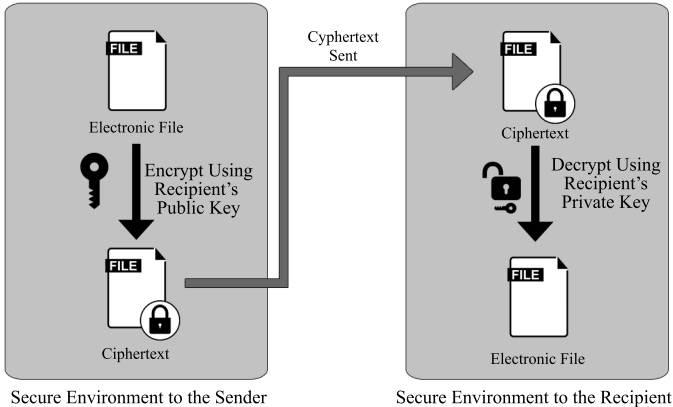 FILE
Electronic File
Encrypt Using
Recipient's
Public Key
FILE
Ciphertext
Secure Environment to the Sender
Cyphertext
Sent
FILE
Ciphertext
Decrypt Using
Recipient's
Private Key
FILE
Electronic File
Secure Environment to the Recipient